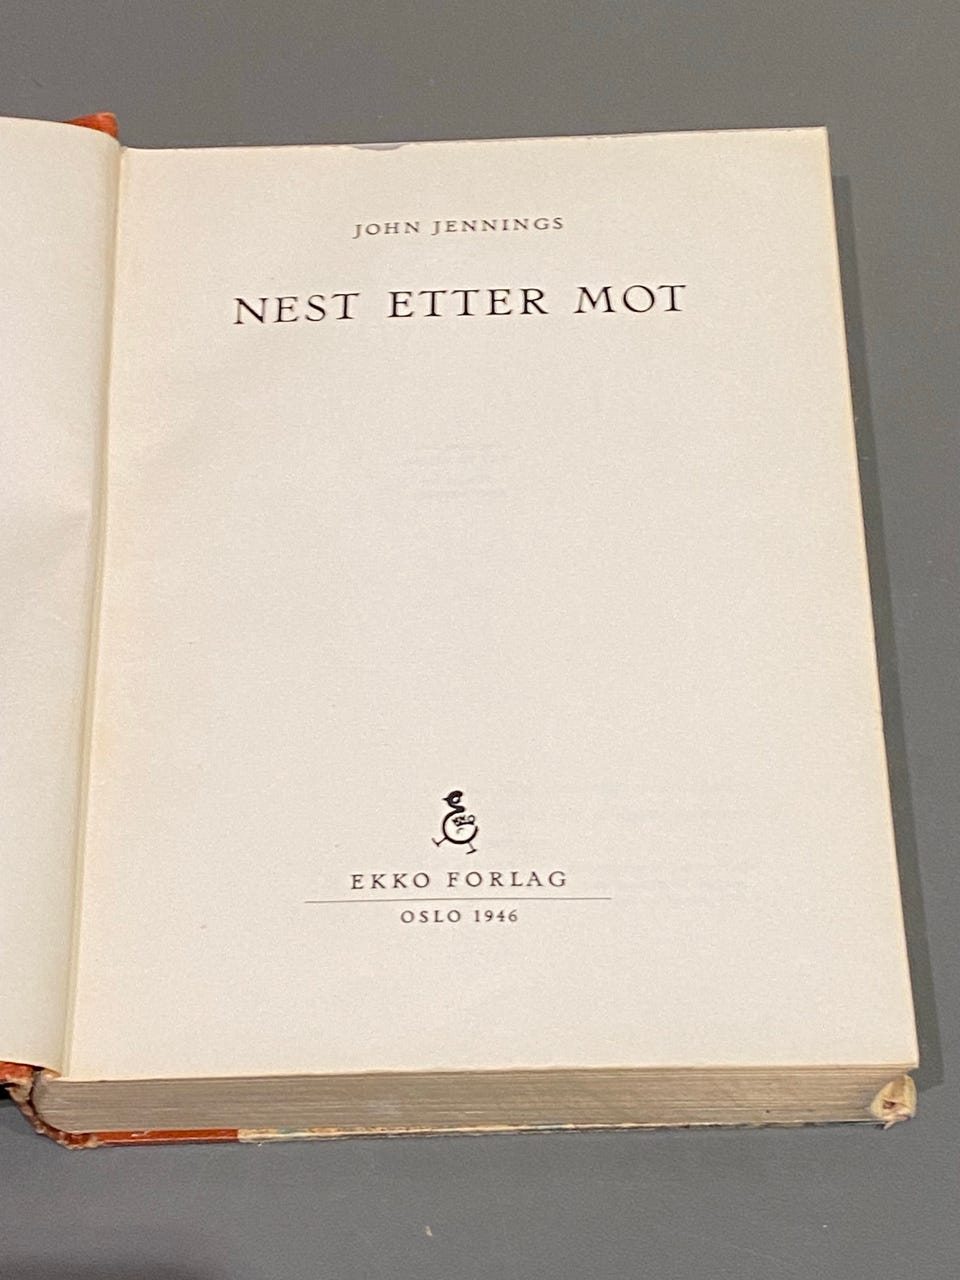 JOHN JENNINGS
NEST ETTER MOT
EKKO FORLAG
OSLO 1946